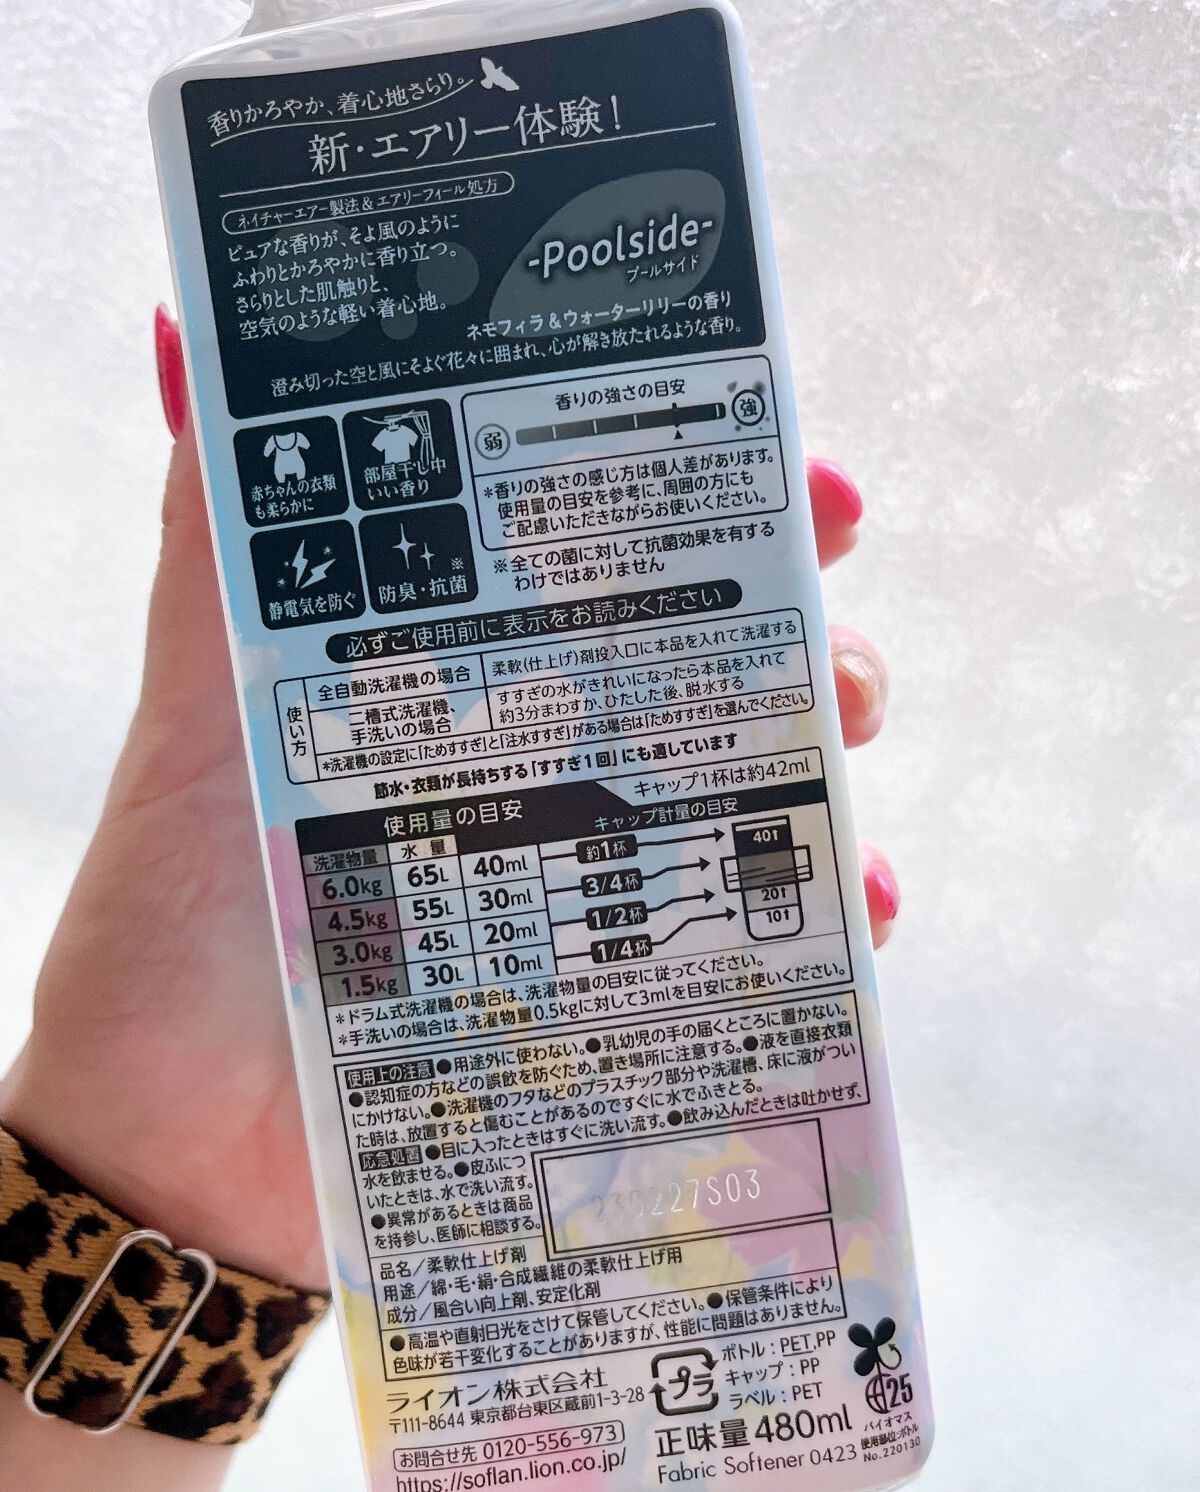 香りかろやか、着心地さらり。
新・エアリー体験!
ネイチャーエアー製法&エアリーフィール処方
ピュアな香りが、そよ風のように
ふわりとかろやかに香り立つ。
さらりとした肌触りと、
空気のような軽い着心地。
-Poolside-
プールサイド
ネモフィラ&ウォーターリリーの香り
澄み切った空と風にそよぐ花々に囲まれ、心が解き放たれるような香り。
赤ちゃんの衣類
も柔らかに
部屋干し中
いい香り
静電気を防ぐ
防臭・抗菌※
香りの強さの目安
弱
強
*香りの強さの感じ方は個人差があります。
使用量の目安を参考に、周囲の方にも
ご配慮いただきながらお使いください。
※全ての菌に対して抗菌効果を有する
わけではありません
必ずご使用前に表示をお読みください
使い方
全自動洗濯機の場合
柔軟(仕上げ)剤投入口に本品を入れて洗濯する
二槽式洗濯機、
手洗いの場合
すすぎの水がきれいになったら本品を入れて
約3分まわすか、ひたした後、脱水する
*洗濯機の設定に「ためすすぎ」と「注水すすぎ」がある場合は「ためすすぎ」を選んでください。
節水・衣類が長持ちする「すすぎ1回」にも適しています
使用量の目安
キャップ1杯は約42ml
キャップ計量の目安
洗濯物量 水量
6.0kg 65L 40ml 約1杯
4.5kg 55L 30ml 3/4杯
3.0kg 45L 20ml 1/2杯
1.5kg 30L 10ml 1/4杯
40↑
20↑
10↑
*ドラム式洗濯機の場合は、洗濯物量の目安に従ってください。
*手洗いの場合は、洗濯物量0.5kgに対して3mlを目安にお使いください。
使用上の注意 ●用途外に使わない。●乳幼児の手の届くところに置かない。
●認知症の方などの誤飲を防ぐため、置き場所に注意する。●液を直接衣類
にかけない。●洗濯機のフタなどのプラスチック部分や洗濯槽、床に液がつい
た時は、放置すると傷むことがあるのですぐに水でふきとる。
応急処置 ●目に入ったときはすぐに洗い流す。●飲み込んだときは吐かせず、
水を飲ませる。●皮ふにつ
いたときは、水で洗い流す。
●異常があるときは商品
を持参し、医師に相談する。
230227S03
品名/柔軟仕上げ剤
用途/綿・毛・絹・合成繊維の柔軟仕上げ用
成分/風合い向上剤、安定化剤
●高温や直射日光をさけて保管してください。●保管条件により
色味が若干変化することがありますが、性能に問題はありません。
ライオン株式会社
〒111-8644 東京都台東区蔵前1-3-28
お問合せ先 0120-556-973
https://soflan.lion.co.jp/
プラ
ボトル:PET,PP
キャップ:PP
ラベル:PET
正味量 480ml
Fabric Softener 0423
25
バイオマス
使用部位:ボトル
No.220130